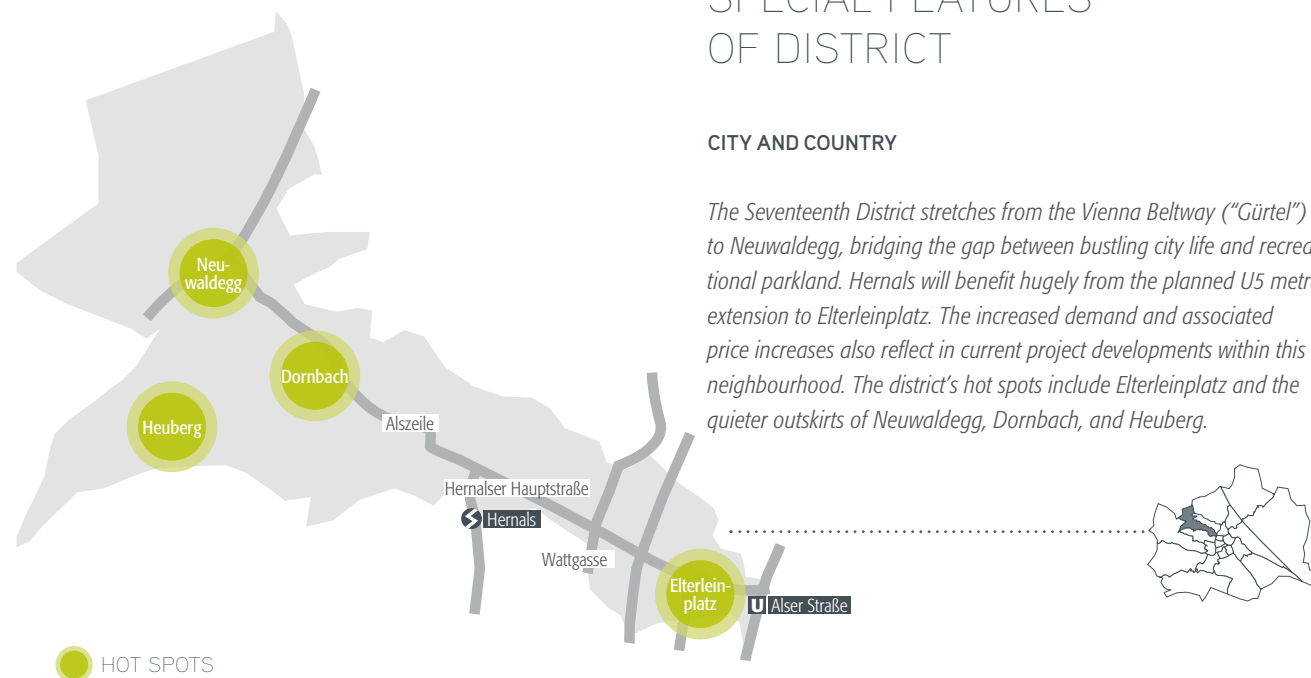 SPECIAL FEATURES
OF DISTRICT
CITY AND COUNTRY
The Seventeenth District stretches from the Vienna Beltway (“Gürtel”)
to Neuwaldegg, bridging the gap between bustling city life and recrea
tional parkland. Hernals will benefit hugely from the planned U5 metr
extension to Elterleinplatz. The increased demand and associated
price increases also reflect in current project developments within this
neighbourhood. The district’s hot spots include Elterleinplatz and the
quieter outskirts of Neuwaldegg, Dornbach, and Heuberg.
Neu-
waldegg
Dornbach
Heuberg
Alszeile
Hernalser Hauptstraße
S Hernals
Wattgasse
Elterlein-
platz
U Alser Straße
HOT SPOTS